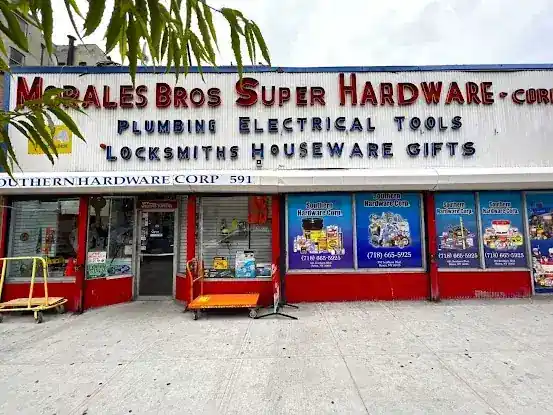 MORALES BROS SUPER HARDWARE - CORP
PLUMBING ELECTRICAL TOOLS
LOCKSMITHS HOUSEWARE GIFTS
SOUTHERN HARDWARE CORP 591
Southern
Hardware Corp.
(718) 665-5925
Southern
Hardware Corp.
(718) 665-5925
Southern
Hardware Corp.
(718) 665-5925
Southern
Hardware Corp.
(718) 665-5925